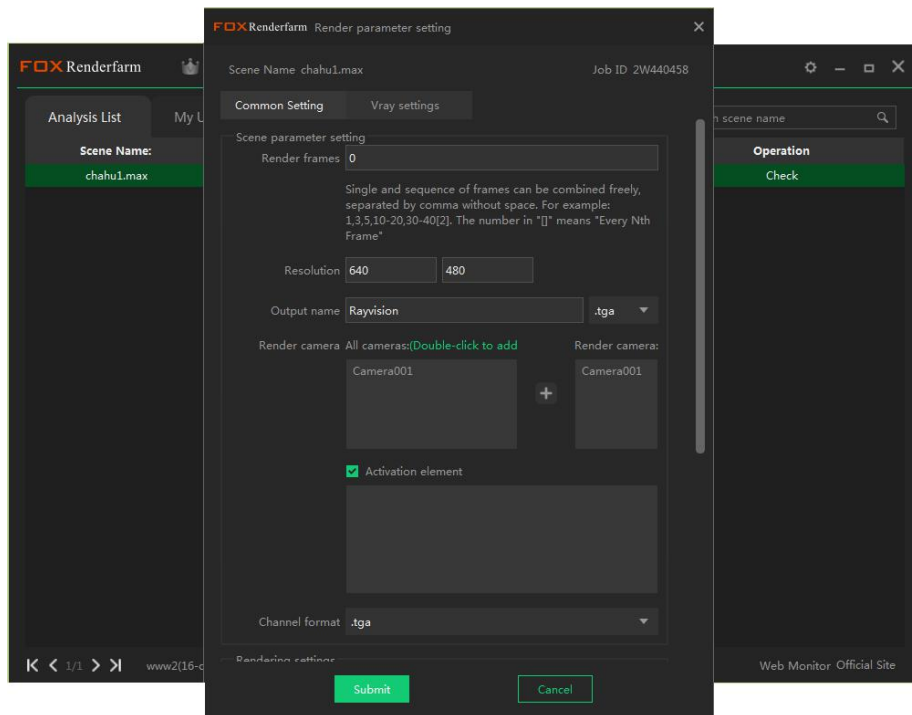 FOX Renderfarm Render parameter setting
FOX Renderfarm
Scene Name chahu1.max
Job ID 2W440458
Analysis List
My U
Common Setting
Vray settings
scene name
Scene Name:
Operation
chahu1.max
Check
Scene parameter setting
Render frames 0
Single and sequence of frames can be combined freely,
separated by comma without space. For example:
1,3,5,10-20,30-40[2]. The number in "[]" means "Every Nth
Frame"
Resolution 640 480
Output name Rayvision .tga
Render camera All cameras:(Double-click to add
Render camera:
Camera001
Camera001
Activation element
Channel format .tga
Rendering settings
1/1
www2(16-c
Web Monitor Official Site
Submit
Cancel